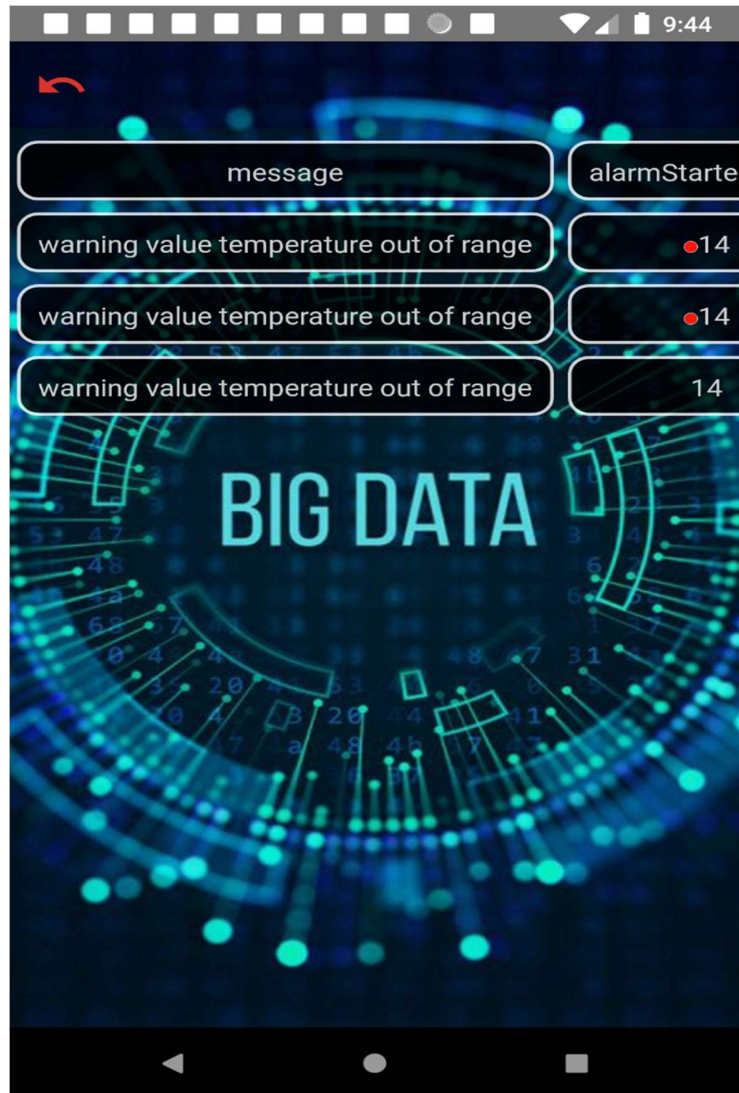 9:44
message alarmStarte
warning value temperature out of range 14
warning value temperature out of range 14
warning value temperature out of range 14
BIG DATA